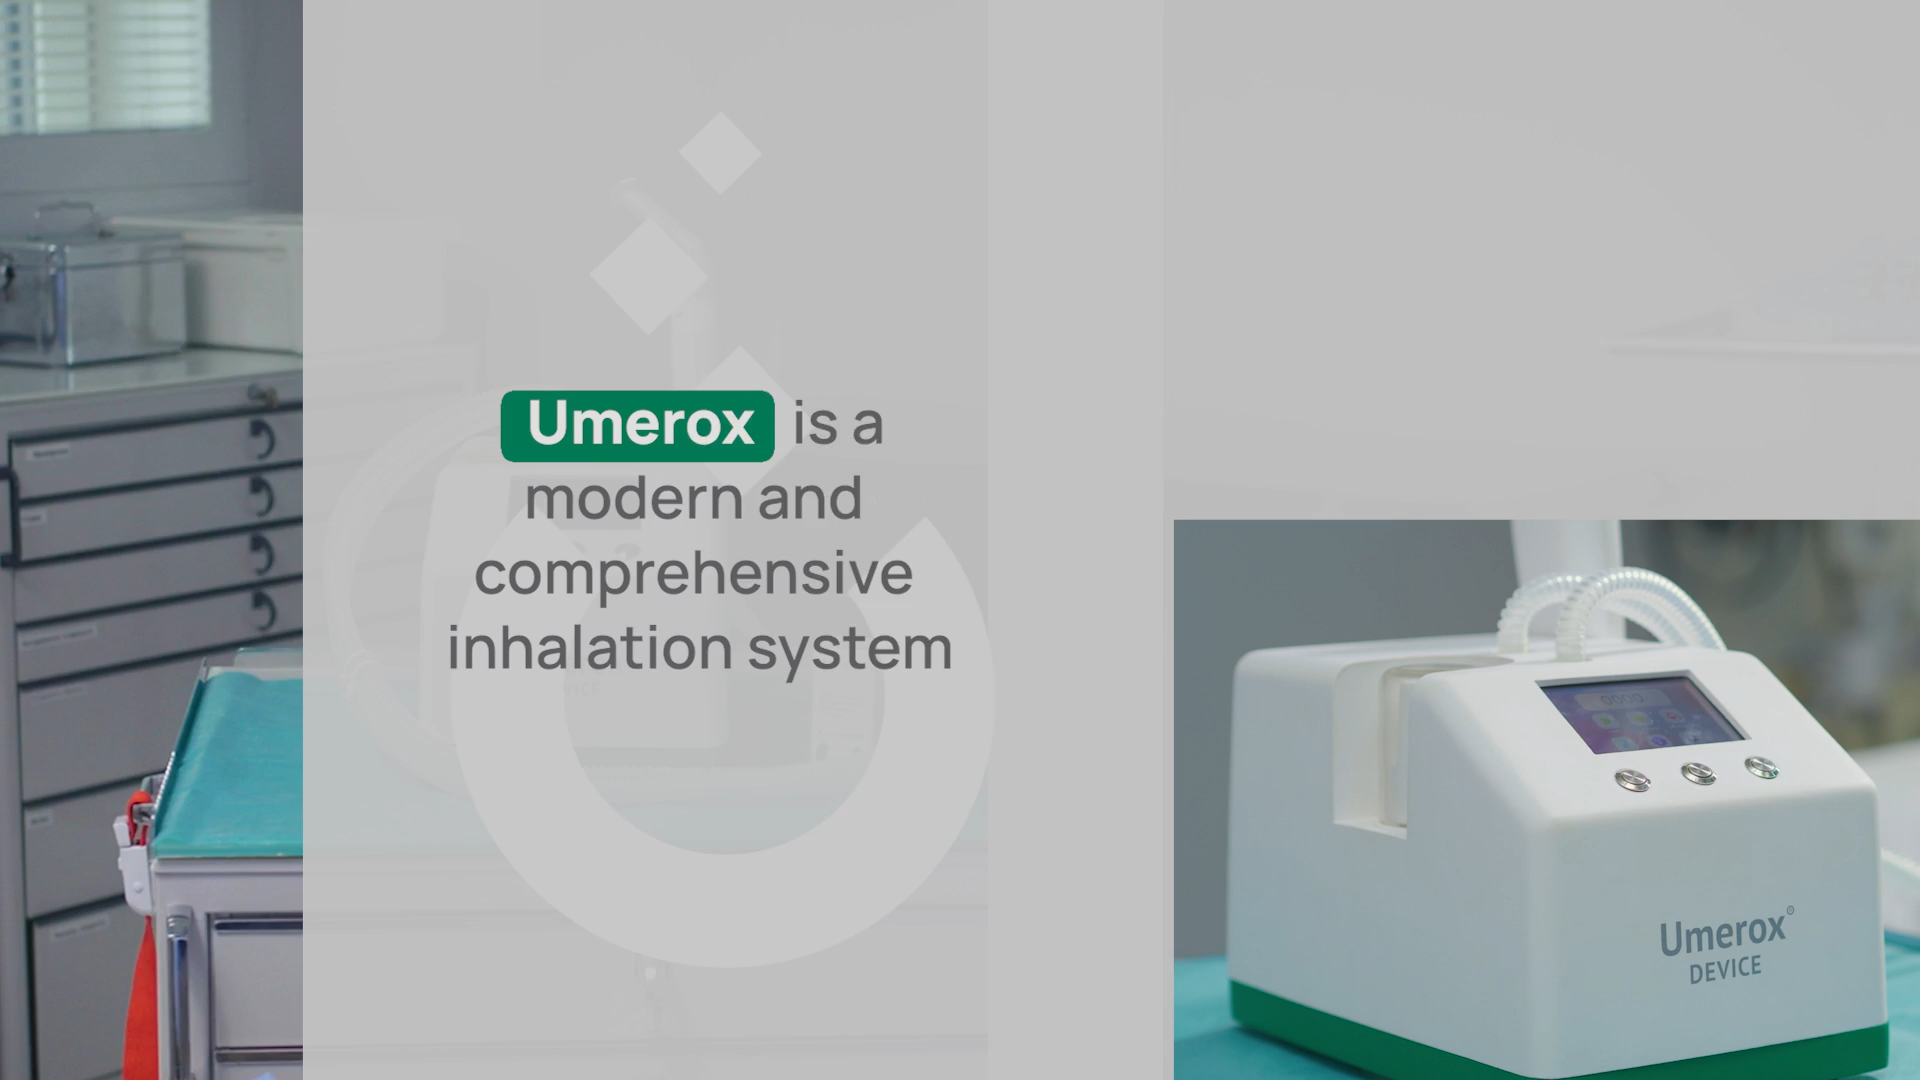 Umerox is a
modern and
comprehensive
inhalation system
Umerox®
DEVICE